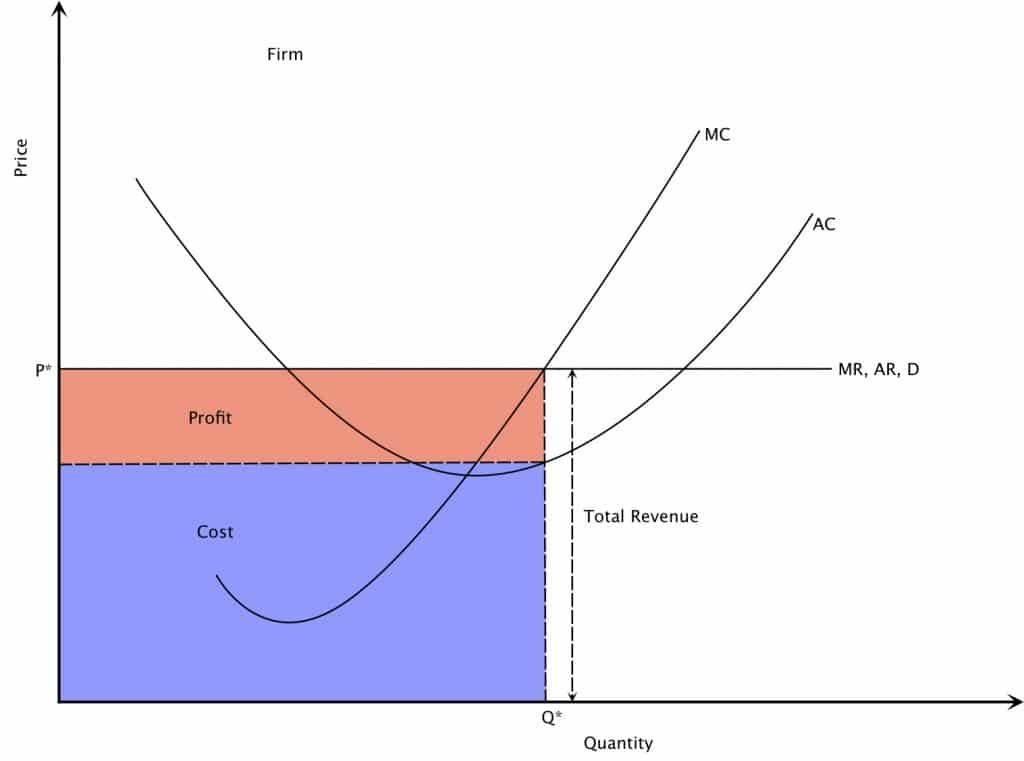 Firm
Price
MC
AC
P*
MR, AR, D
Profit
Total Revenue
Cost
Q*
Quantity